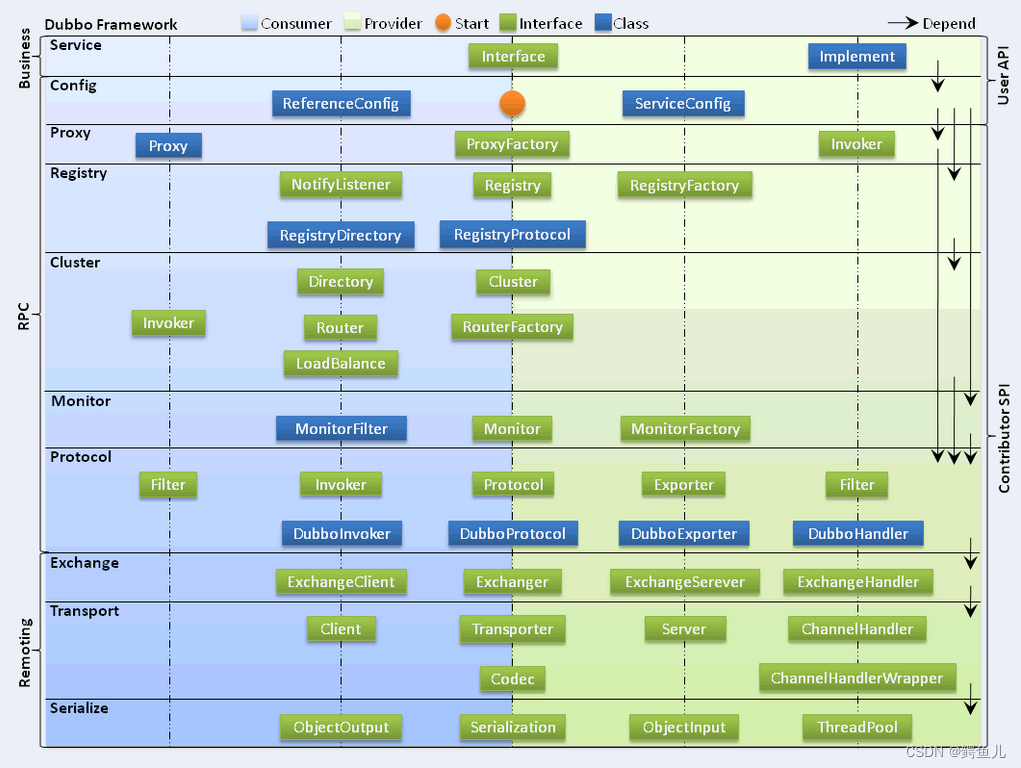 Dubbo Framework Consumer Provider Start Interface Class Depend
Business
User API
Service
Interface Implement
Config
ReferenceConfig ServiceConfig
RPC
Contributor SPI
Proxy
Proxy ProxyFactory Invoker
Registry
NotifyListener Registry RegistryFactory
RegistryDirectory RegistryProtocol
Cluster
Directory Cluster
Invoker Router RouterFactory
LoadBalance
Monitor
MonitorFilter Monitor MonitorFactory
Protocol
Filter Invoker Protocol Exporter Filter
DubboInvoker DubboProtocol DubboExporter DubboHandler
Remoting
Exchange
ExchangeClient Exchanger ExchangeSerever ExchangeHandler
Transport
Client Transporter Server ChannelHandler
Codec ChannelHandlerWrapper
Serialize
ObjectOutput Serialization ObjectInput ThreadPool
CSDN @鳄鱼儿